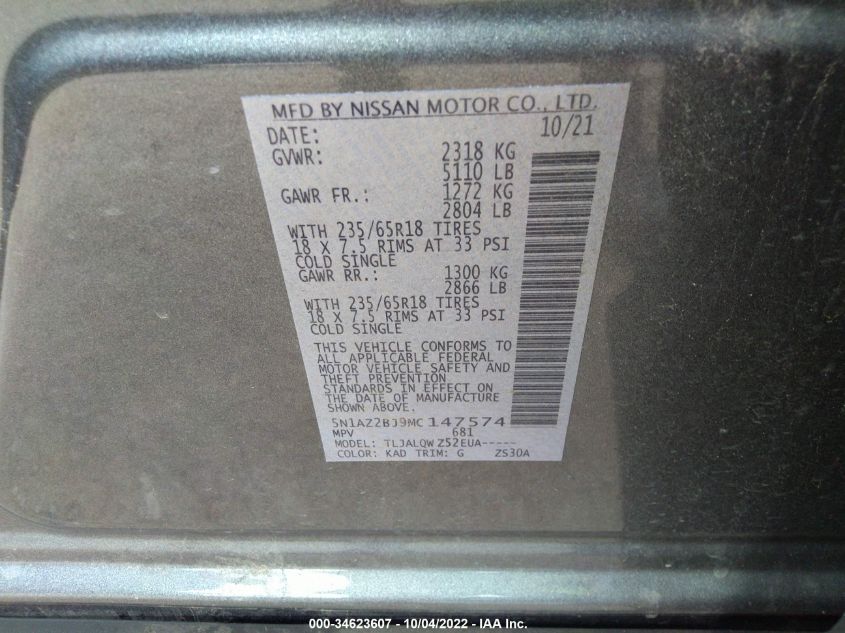 MFD BY NISSAN MOTOR CO., LTD.
DATE: 10/21
GVWR: 2318 KG
5110 LB
GAWR FR.: 1272 KG
2804 LB
WITH 235/65R18 TIRES
18 X 7.5 RIMS AT 33 PSI
COLD SINGLE
GAWR RR.: 1300 KG
2866 LB
WITH 235/65R18 TIRES
18 X 7.5 RIMS AT 33 PSI
COLD SINGLE
THIS VEHICLE CONFORMS TO
ALL APPLICABLE FEDERAL
MOTOR VEHICLE SAFETY AND
THEFT PREVENTION
STANDARDS IN EFFECT ON
THE DATE OF MANUFACTURE
SHOWN ABOVE.
5N1AZ2BJ9MC147574
MPV 681
MODEL: TLJALQW Z52EUA-----
COLOR: KAD TRIM: G ZS30A
000-34623607 - 10/04/2022 - IAA Inc.